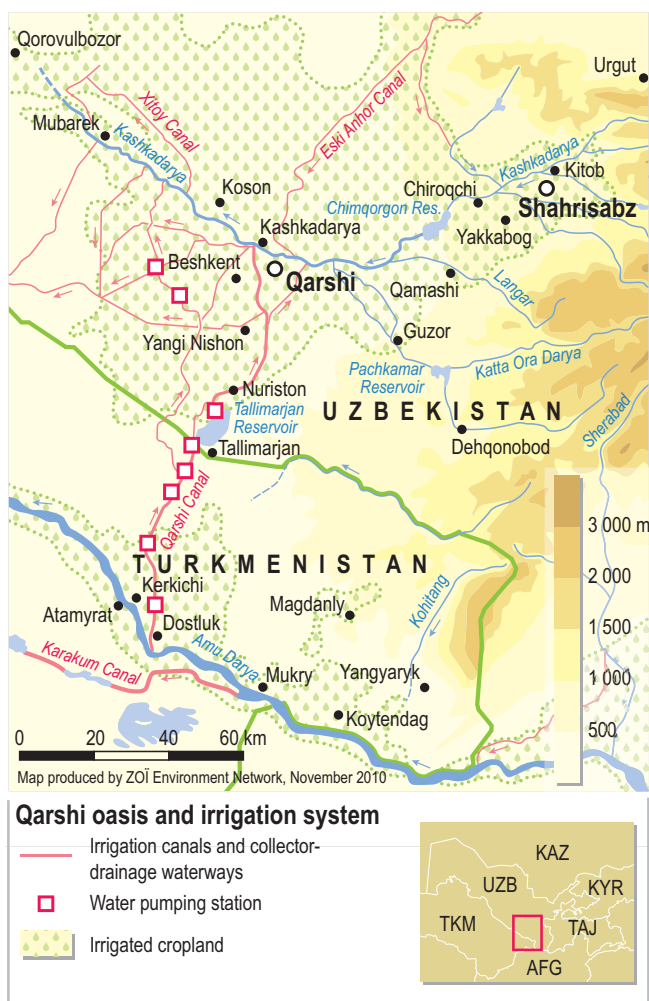 Qorovulbozor
Urgut
Xitoy Canal
Eski Anhor Canal
Mubarek
Kashkadarya
Kashkadarya
Kitob
Koson
Chiroqchi
Shahrisabz
Chimqorgon Res.
Yakkabog
Kashkadarya
Beshkent
Qarshi
Qamashi
Langar
Yangi Nishon
Guzor
Pachkamar
Reservoir
Katta Ora Darya
Nuriston
Tallimarjan
Reservoir
UZBEKISTAN
Sherabad
Tallimarjan
Dehqonobod
Qarshi Canal
3 000 m
TURKMENISTAN
2 000
Kerkichi
Magdanly
Kohitang
Atamyrat
Dostluk
1 500
Karakum Canal
Amu Darya
Mukry
Yangyaryk
1 000
Koytendag
500
0 20 40 60 km
Map produced by ZOÏ Environment Network, November 2010
Qarshi oasis and irrigation system
Irrigation canals and collector-
drainage waterways
Water pumping station
Irrigated cropland
KAZ
UZB
KYR
TKM
TAJ
AFG